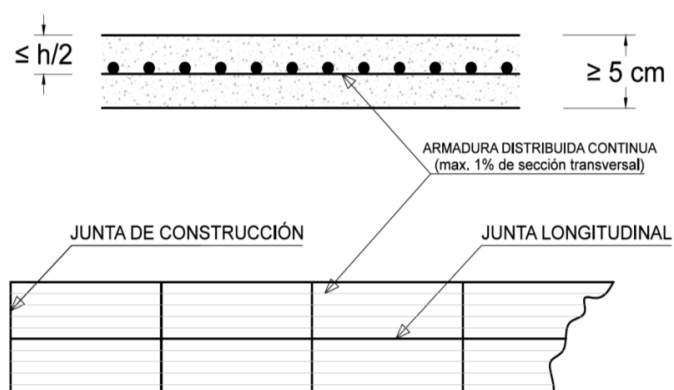 ≤ h/2
≥ 5 cm
ARMADURA DISTRIBUIDA CONTINUA
(max. 1% de sección transversal)
JUNTA DE CONSTRUCCIÓN
JUNTA LONGITUDINAL